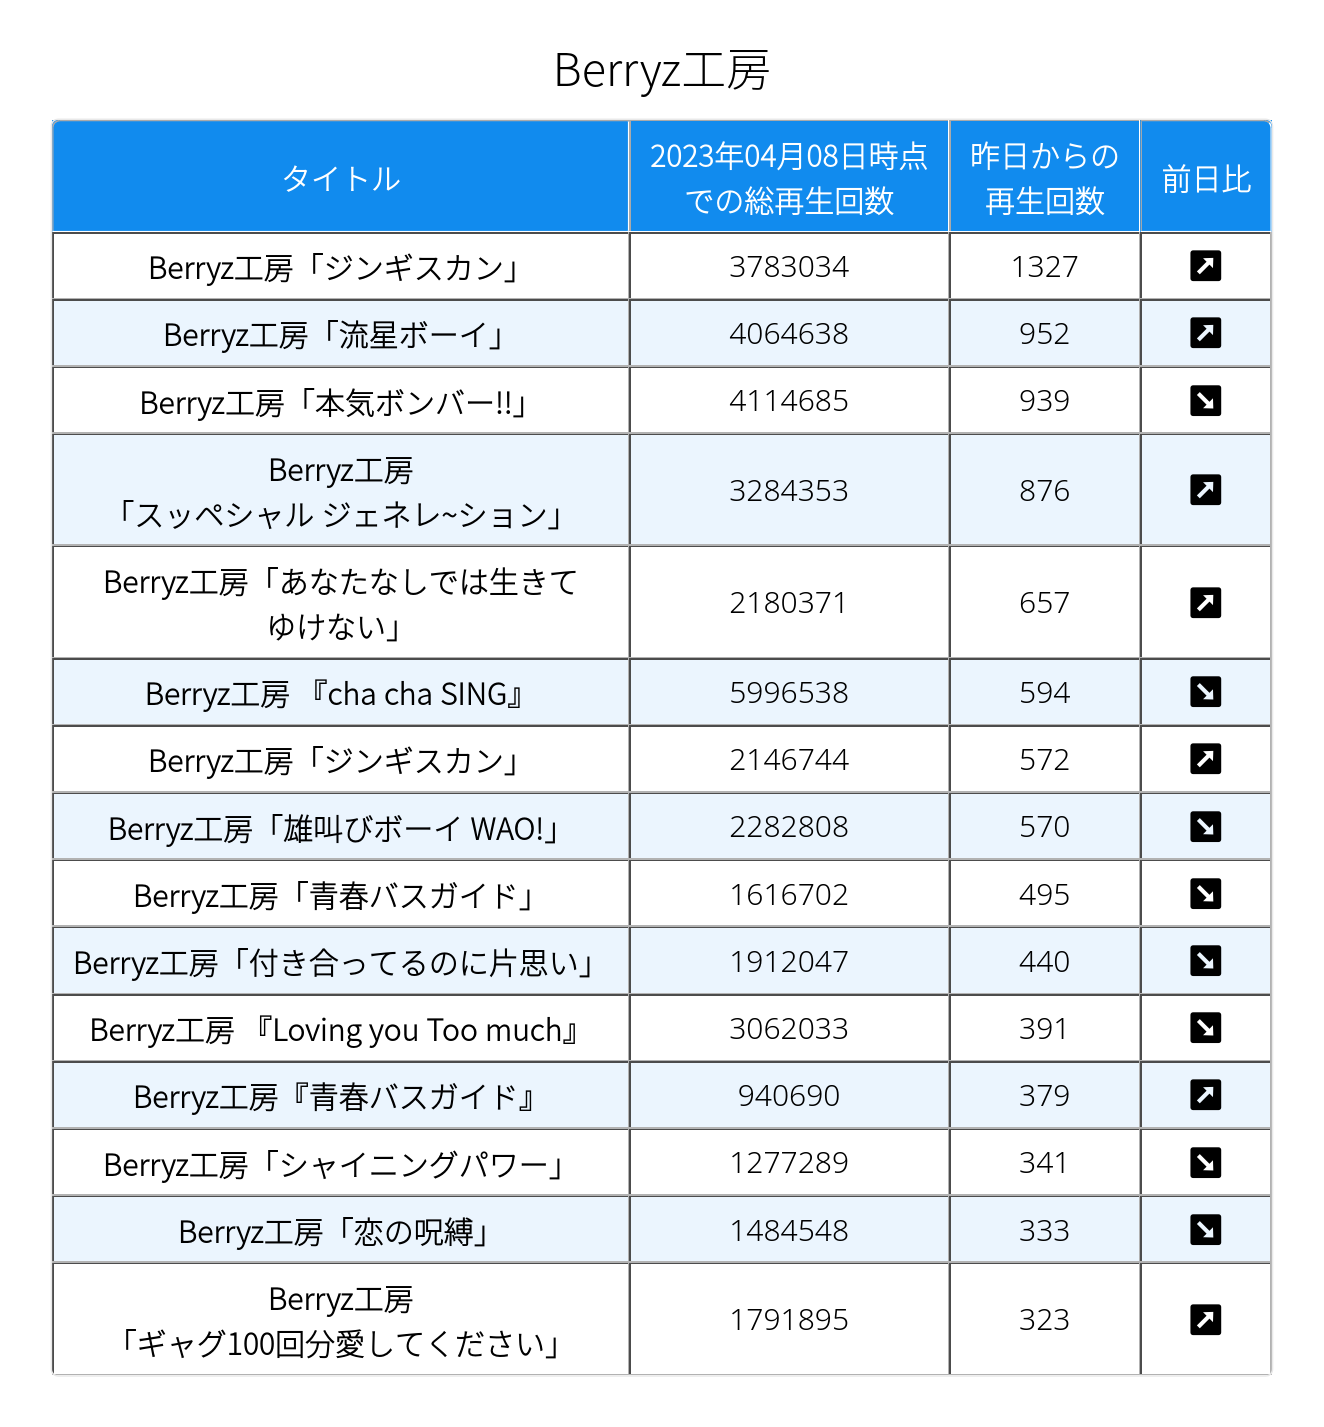 Berryz工房
タイトル
2023年04月08日時点
での総再生回数
昨日からの
再生回数
前日比
Berryz工房「ジンギスカン」 3783034 1327 ↗
Berryz工房「流星ボーイ」 4064638 952 ↗
Berryz工房「本気ボンバー!!」 4114685 939 ↘
Berryz工房
「スッペシャル ジェネレ~ション」 3284353 876 ↗
Berryz工房「あなたなしでは生きて
ゆけない」 2180371 657 ↗
Berryz工房 『cha cha SING』 5996538 594 ↘
Berryz工房「ジンギスカン」 2146744 572 ↗
Berryz工房「雄叫びボーイ WAO!」 2282808 570 ↘
Berryz工房「青春バスガイド」 1616702 495 ↘
Berryz工房「付き合ってるのに片思い」 1912047 440 ↘
Berryz工房 『Loving you Too much』 3062033 391 ↘
Berryz工房『青春バスガイド』 940690 379 ↗
Berryz工房「シャイニングパワー」 1277289 341 ↘
Berryz工房「恋の呪縛」 1484548 333 ↘
Berryz工房
「ギャグ100回分愛してください」 1791895 323 ↗